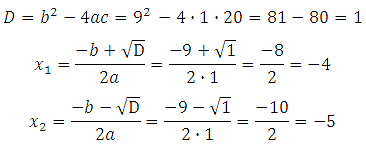 D = b² − 4ac = 9² − 4 · 1 · 20 = 81 − 80 = 1
x₁ = (−b + √D)/2a = (−9 + √1)/(2 · 1) = −8/2 = −4
x₂ = (−b − √D)/2a = (−9 − √1)/(2 · 1) = −10/2 = −5